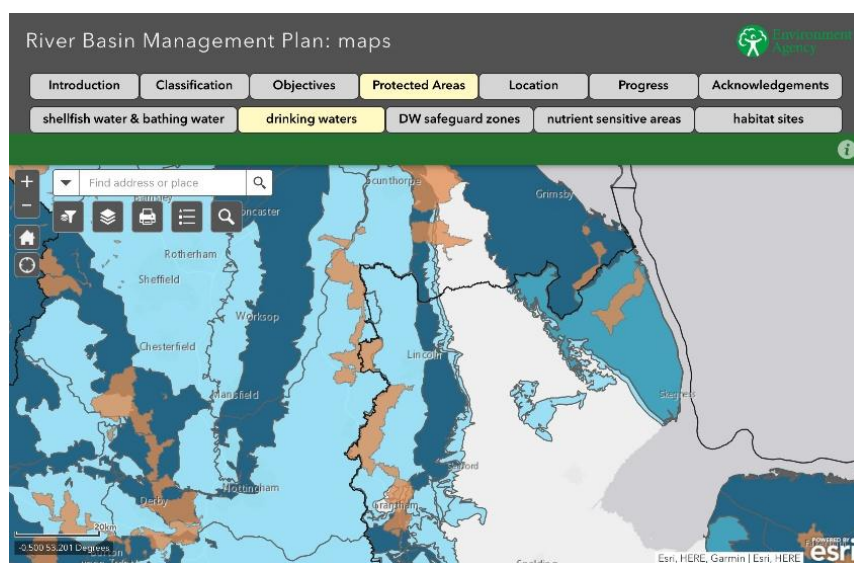 River Basin Management Plan: maps
Environment
Agency
Introduction
Classification
Objectives
Protected Areas
Location
Progress
Acknowledgements
shellfish water & bathing water
drinking waters
DW safeguard zones
nutrient sensitive areas
habitat sites
i
+
Find address or place
−
Scunthorpe
Grimsby
Rotherham
Sheffield
Worksop
Chesterfield
Lincoln
Mansfield
Skegness
Nottingham
Derby
Grantham
20km
-0.500 53.201 Degrees
Esri, HERE, Garmin | Esri, HERE
POWERED BY
esri